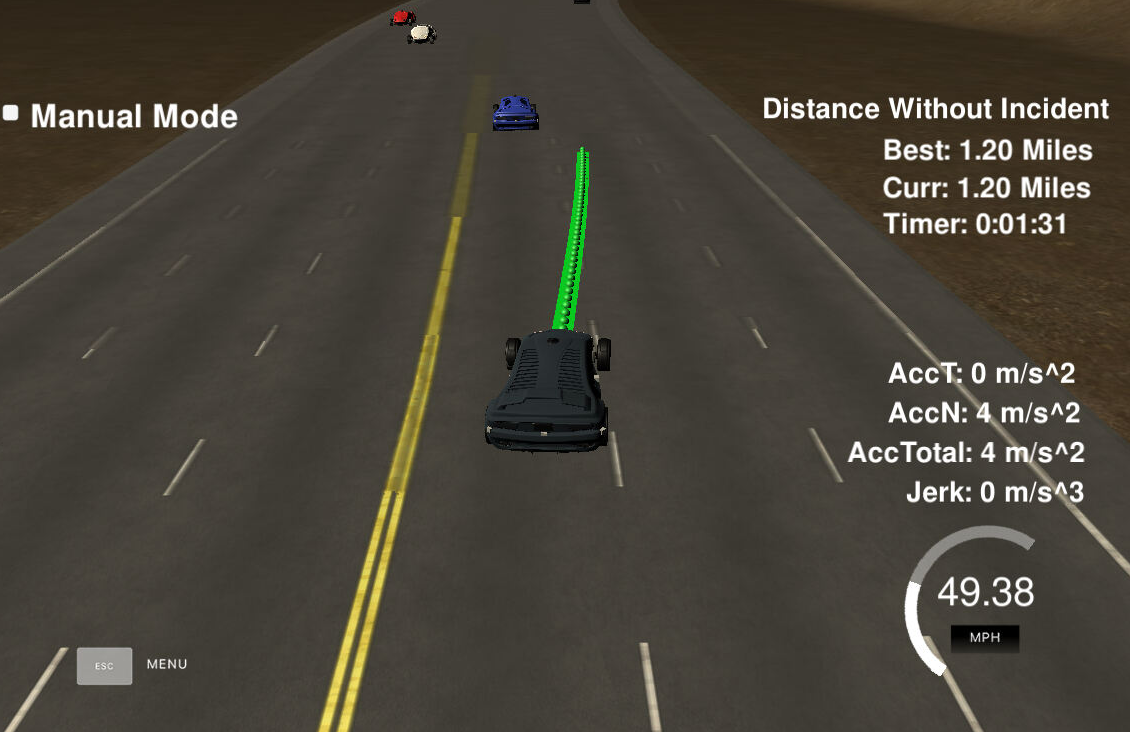 Manual Mode
Distance Without Incident
Best: 1.20 Miles
Curr: 1.20 Miles
Timer: 0:01:31
AccT: 0 m/s^2
AccN: 4 m/s^2
AccTotal: 4 m/s^2
Jerk: 0 m/s^3
49.38
MPH
ESC MENU